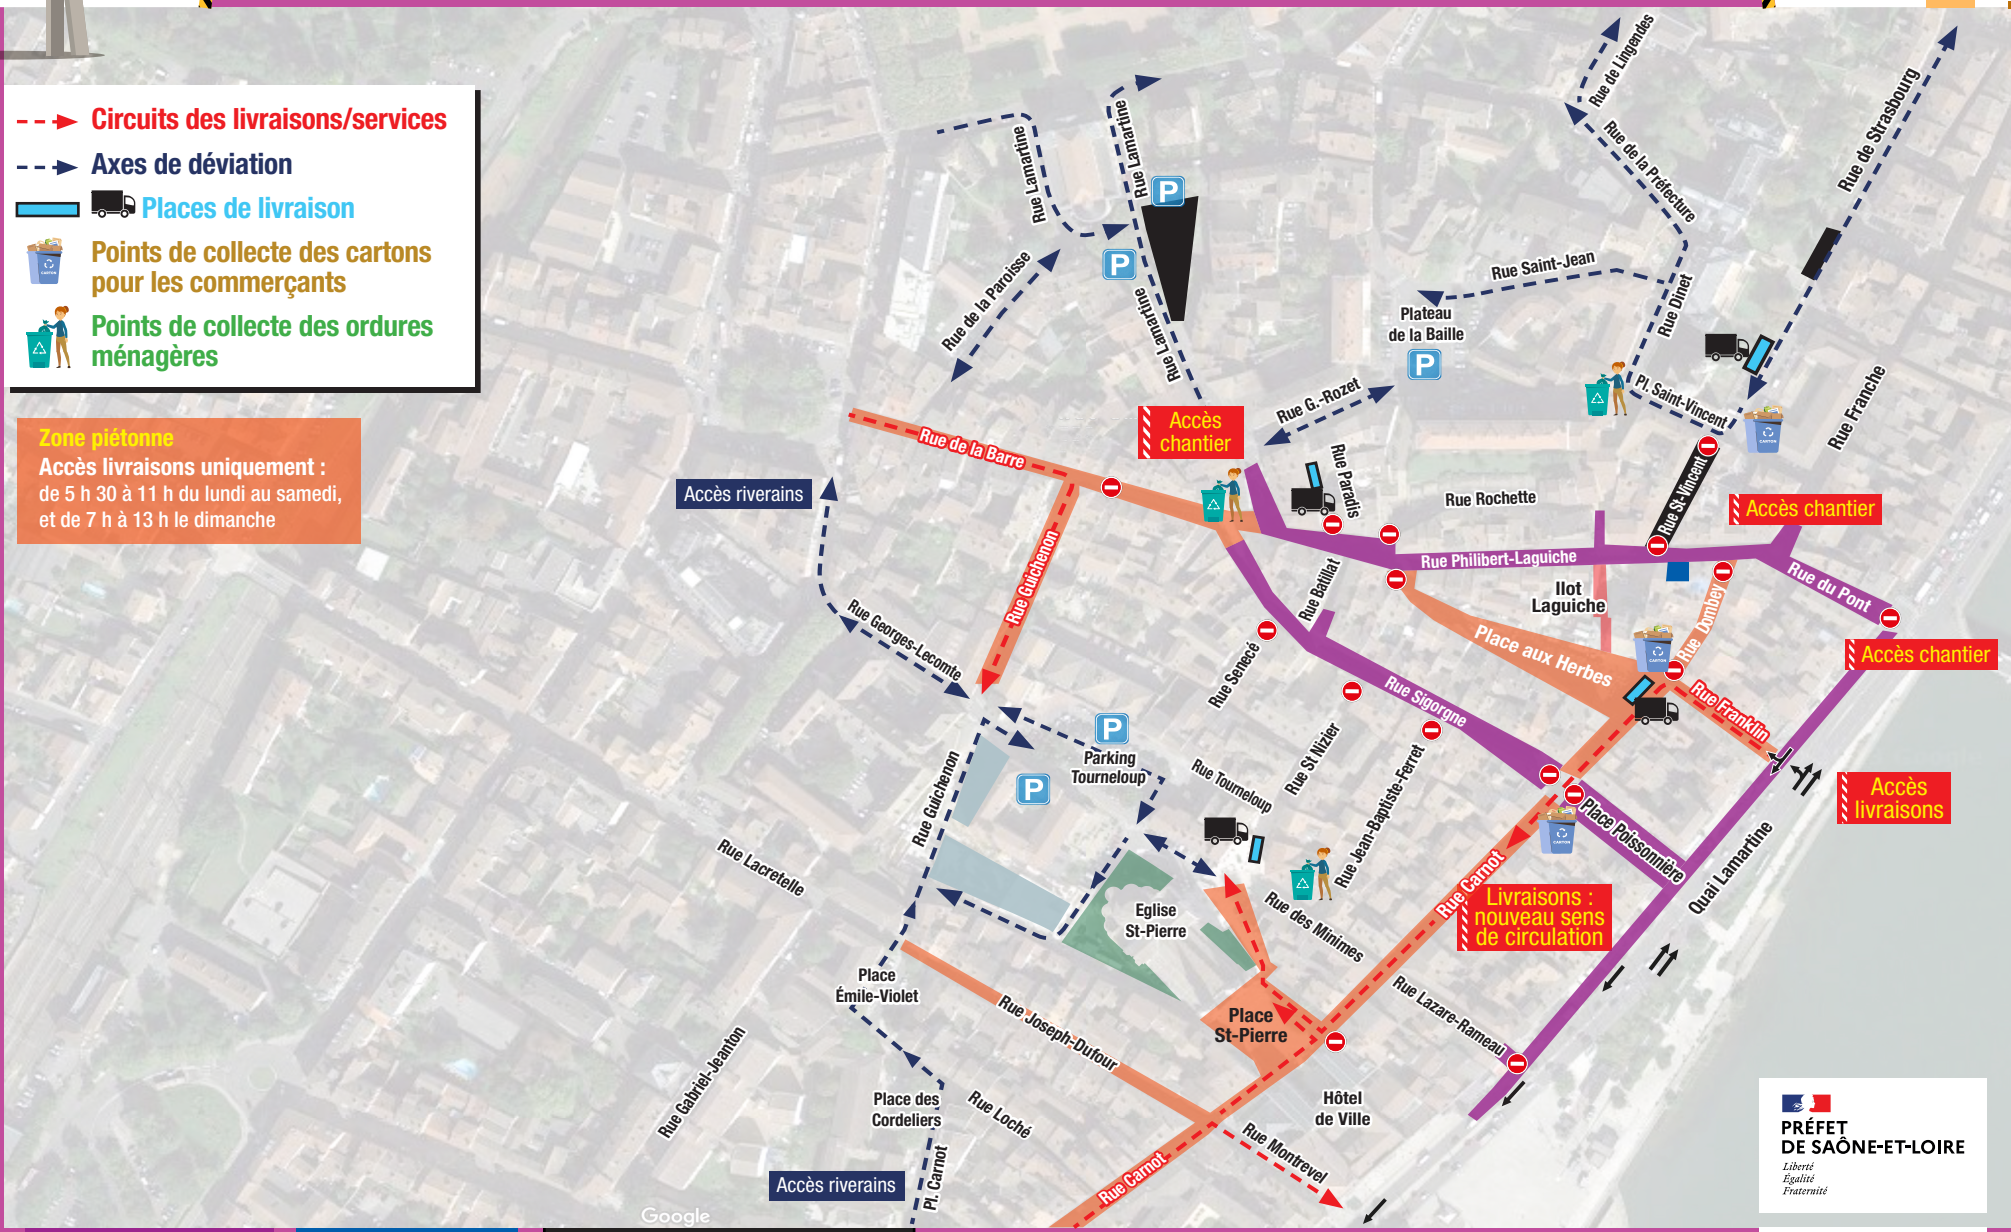 Circuits des livraisons/services
Axes de déviation
Places de livraison
Points de collecte des cartons
pour les commerçants
Points de collecte des ordures
ménagères
Zone piétonne
Accès livraisons uniquement :
de 5 h 30 à 11 h du lundi au samedi,
et de 7 h à 13 h le dimanche
Rue Lamartine
Rue Lamartine
P
P
Rue Lamartine
Rue de la Paroisse
Rue de Lingendes
Rue de la Préfecture
Rue de Strasbourg
Rue Saint-Jean
Plateau
de la Baille
P
Rue Dinet
Pl. Saint-Vincent
CARTON
Rue Franche
Rue G.-Rozet
Accès
chantier
Rue de la Barre
Accès riverains
Rue Paradis
Rue Rochette
Rue St-Vincent
Accès chantier
Rue Philibert-Laguiche
Rue du Pont
Ilot
Laguiche
Rue Dombey
Rue Batillat
Rue Guichenon
Rue Georges-Lecomte
Place aux Herbes
CARTON
Accès chantier
Rue Senecé
Rue Sigorgne
Rue Franklin
P
Parking
Tourneloup
P
Rue Tourneloup
Rue St Nizier
Rue Jean-Baptiste-Ferret
Accès
livraisons
Rue Guichenon
Place Poissonnière
CARTON
Quai Lamartine
Rue Lacretelle
Rue Carnot
Livraisons :
nouveau sens
de circulation
Eglise
St-Pierre
Rue des Minimes
Place
Émile-Violet
Rue Joseph-Dufour
Place
St-Pierre
Rue Lazare-Rameau
Rue Gabriel-Jeanton
Place des
Cordeliers
Rue Loché
Hôtel
de Ville
Rue Montrevel
Rue Carnot
Pl. Carnot
Accès riverains
Google
PRÉFET
DE SAÔNE-ET-LOIRE
Liberté
Égalité
Fraternité